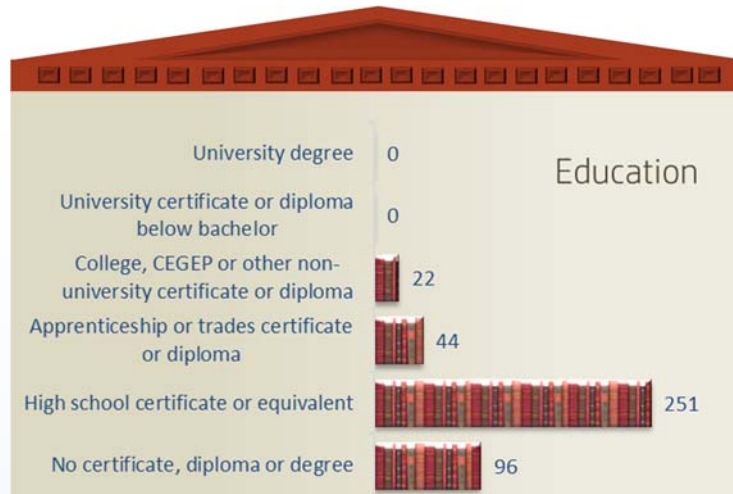 Education
University degree 0
University certificate or diploma
below bachelor 0
College, CEGEP or other non-
university certificate or diploma 22
Apprenticeship or trades certificate
or diploma 44
High school certificate or equivalent 251
No certificate, diploma or degree 96